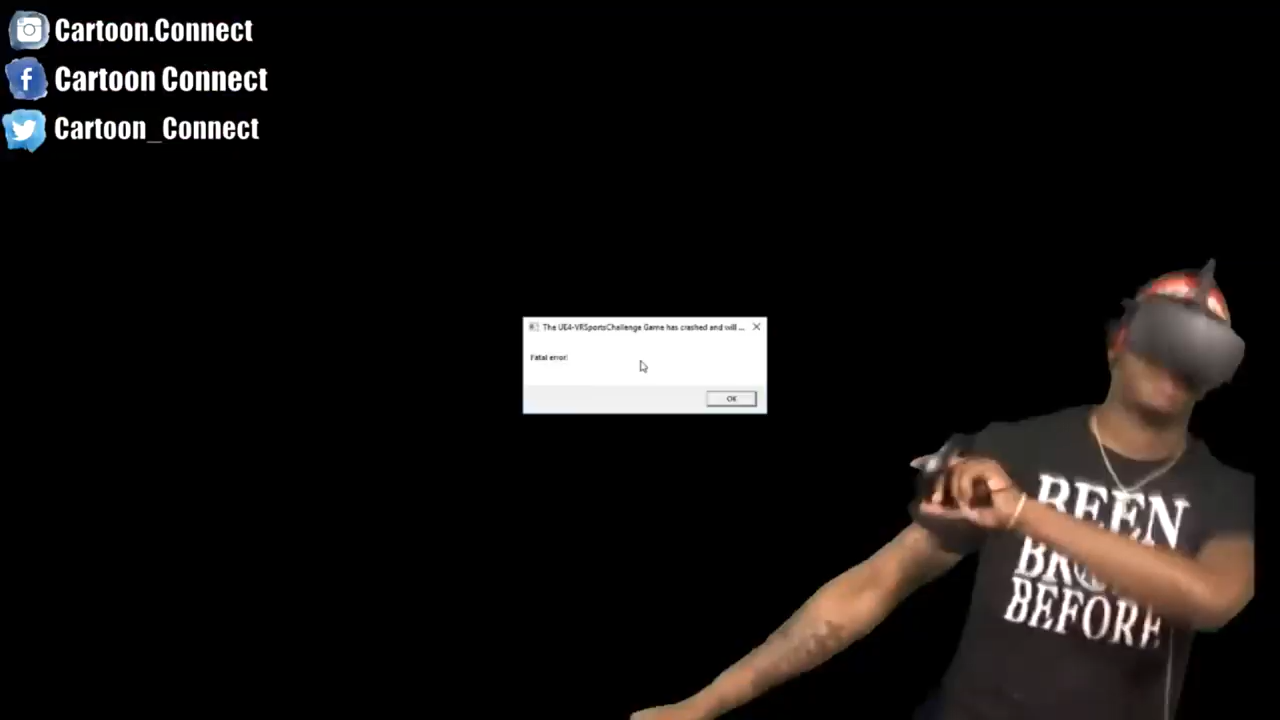 Cartoon.Connect
Cartoon Connect
Cartoon_Connect
The UE4-VRSportsChallenge Game has crashed and will ...
Fatal error!
OK
BEEN
BEFORE